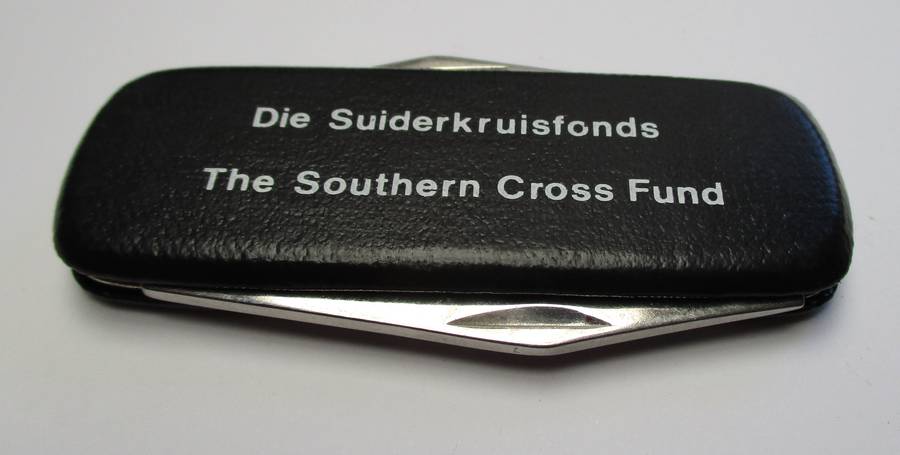 Die Suiderkruisfonds
The Southern Cross Fund